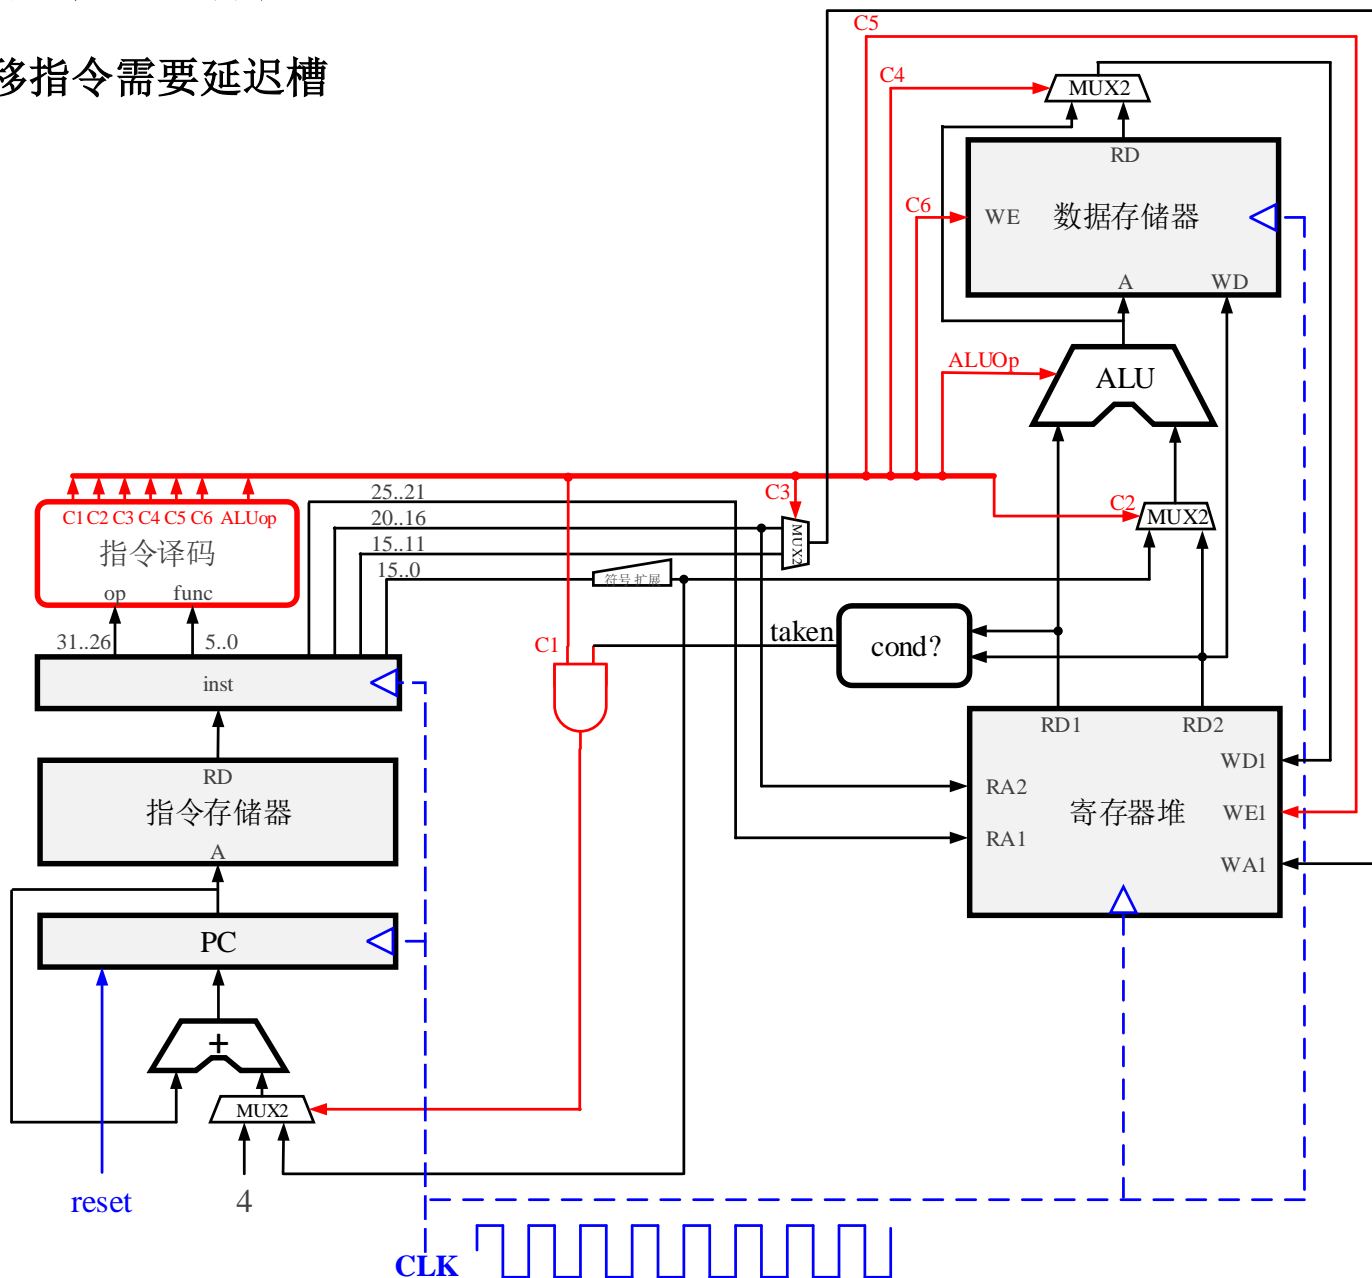 移指令需要延迟槽
C5
C4
MUX2
RD
C6
WE
数据存储器
A
WD
ALUOp
ALU
C1 C2 C3 C4 C5 C6 ALUop
指令译码
op
func
31..26
5..0
25..21
20..16
15..11
15..0
符号扩展
C3
MUX2
C2
MUX2
taken
cond?
C1
inst
RD1
RD2
WD1
RA2
寄存器堆
WE1
RA1
WA1
RD
指令存储器
A
PC
+
MUX2
reset
4
CLK